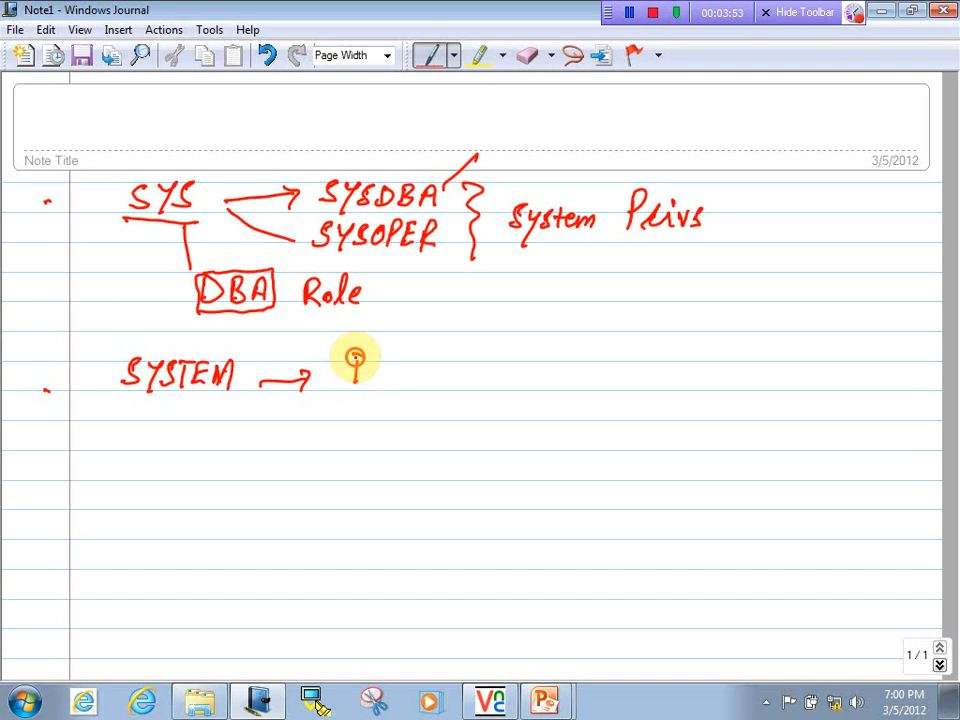 Note1 - Windows Journal
00:03:53
Hide Toolbar
File Edit View Insert Actions Tools Help
Page Width
Note Title
3/5/2012
SYS → SYSDBA
SYSOPER
System Privs
DBA Role
SYSTEM →
1 / 1
7:00 PM
3/5/2012